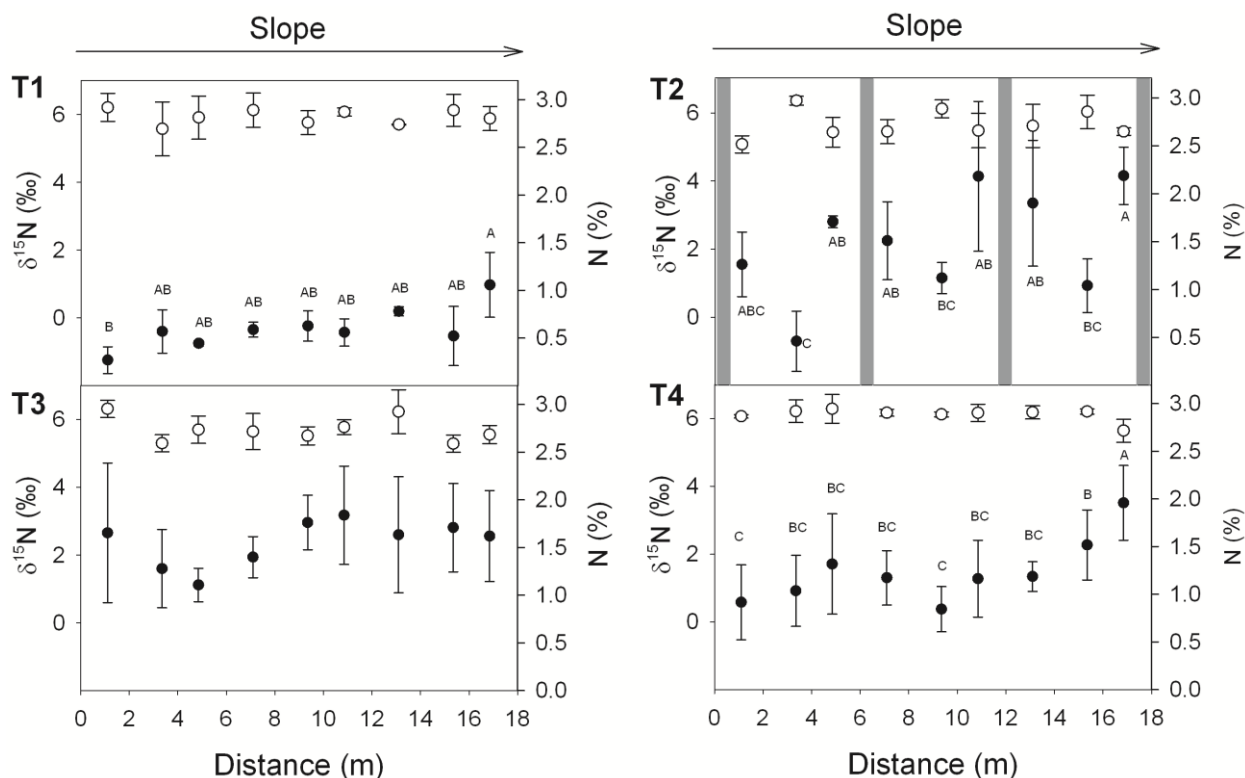 Slope
Slope
T1
6
4
2
0
δ15N (‰)
3.0
2.5
2.0
1.5
1.0
0.5
N (%)
B
AB
AB
AB
AB
AB
AB
AB
A
T2
6
4
2
0
δ15N (‰)
3.0
2.5
2.0
1.5
1.0
0.5
N (%)
ABC
C
AB
AB
BC
AB
AB
BC
A
T3
6
4
2
0
δ15N (‰)
3.0
2.5
2.0
1.5
1.0
0.5
0.0
N (%)
0 2 4 6 8 10 12 14 16 18
Distance (m)
T4
6
4
2
0
δ15N (‰)
3.0
2.5
2.0
1.5
1.0
0.5
0.0
N (%)
C
BC
BC
BC
C
BC
BC
B
A
0 2 4 6 8 10 12 14 16 18
Distance (m)